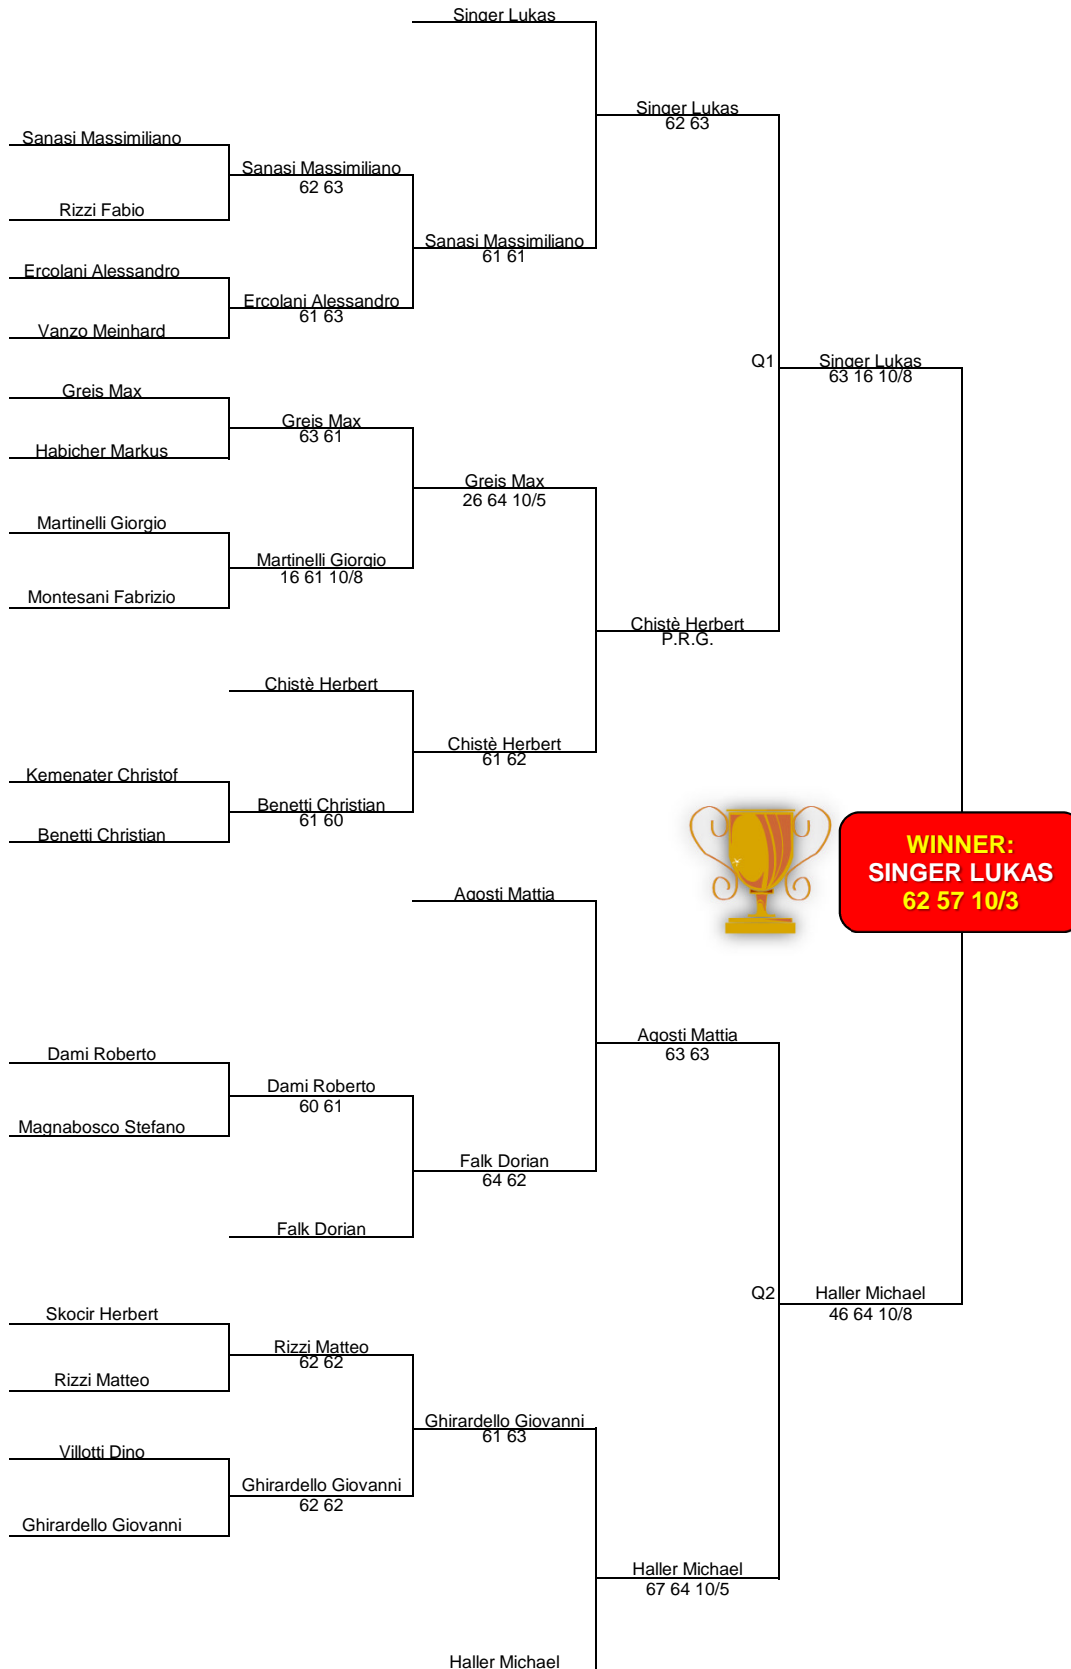 Singer Lukas
Singer Lukas
62 63
Sanasi Massimiliano
Sanasi Massimiliano
62 63
Rizzi Fabio
Sanasi Massimiliano
61 61
Ercolani Alessandro
Ercolani Alessandro
61 63
Vanzo Meinhard
Q1
Singer Lukas
63 16 10/8
Greis Max
Greis Max
63 61
Habicher Markus
Greis Max
26 64 10/5
Martinelli Giorgio
Martinelli Giorgio
16 61 10/8
Montesani Fabrizio
Chistè Herbert
P.R.G.
Chistè Herbert
Chistè Herbert
61 62
Kemenater Christof
Benetti Christian
61 60
Benetti Christian
WINNER:
SINGER LUKAS
62 57 10/3
Agosti Mattia
Agosti Mattia
63 63
Dami Roberto
Dami Roberto
60 61
Magnabosco Stefano
Falk Dorian
64 62
Falk Dorian
Q2
Haller Michael
46 64 10/8
Skocir Herbert
Rizzi Matteo
62 62
Rizzi Matteo
Ghirardello Giovanni
61 63
Villotti Dino
Ghirardello Giovanni
62 62
Ghirardello Giovanni
Haller Michael
67 64 10/5
Haller Michael